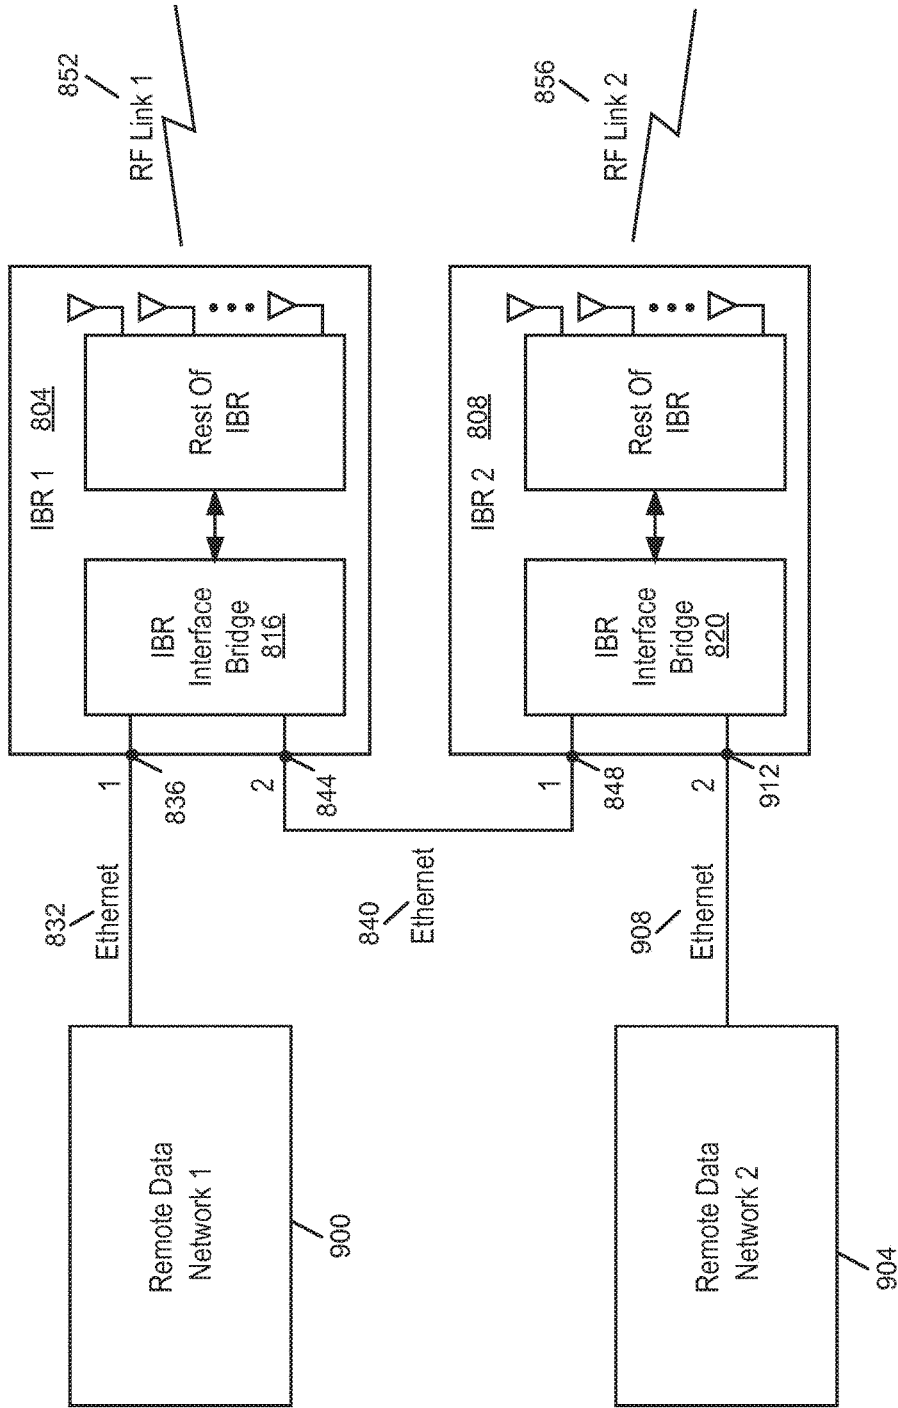 852
RF Link 1
856
RF Link 2
IBR 1
804
Rest Of
IBR
IBR
Interface
Bridge
816
IBR 2
808
Rest Of
IBR
IBR
Interface
Bridge
820
1
836
2
844
1
848
2
912
832
Ethernet
840
Ethernet
908
Ethernet
Remote Data
Network 1
900
Remote Data
Network 2
904